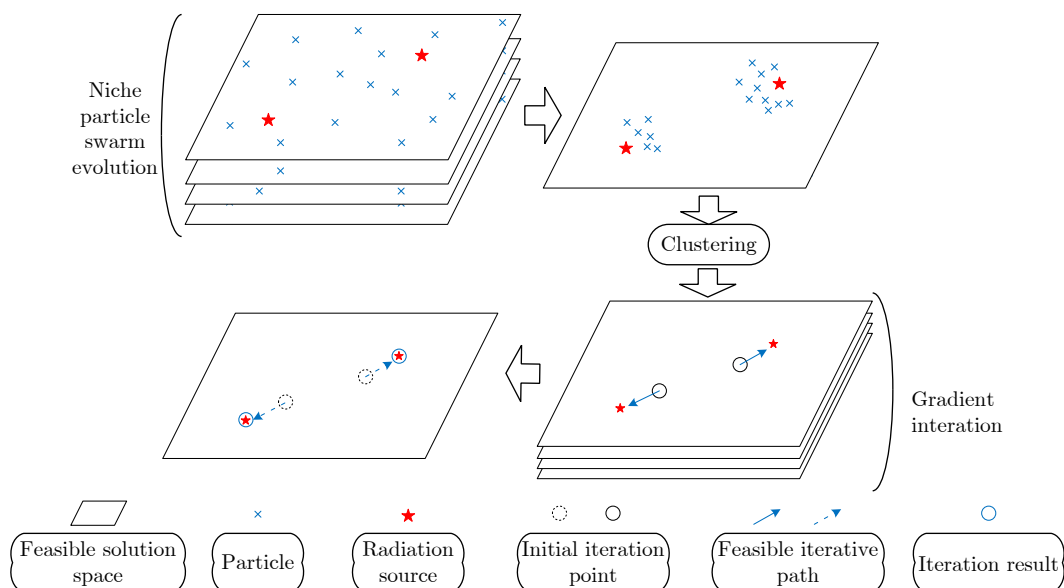 Niche
particle
swarm
evolution
Clustering
Gradient
interation
Feasible solution
space
Particle
Radiation
source
Initial iteration
point
Feasible iterative
path
Iteration result